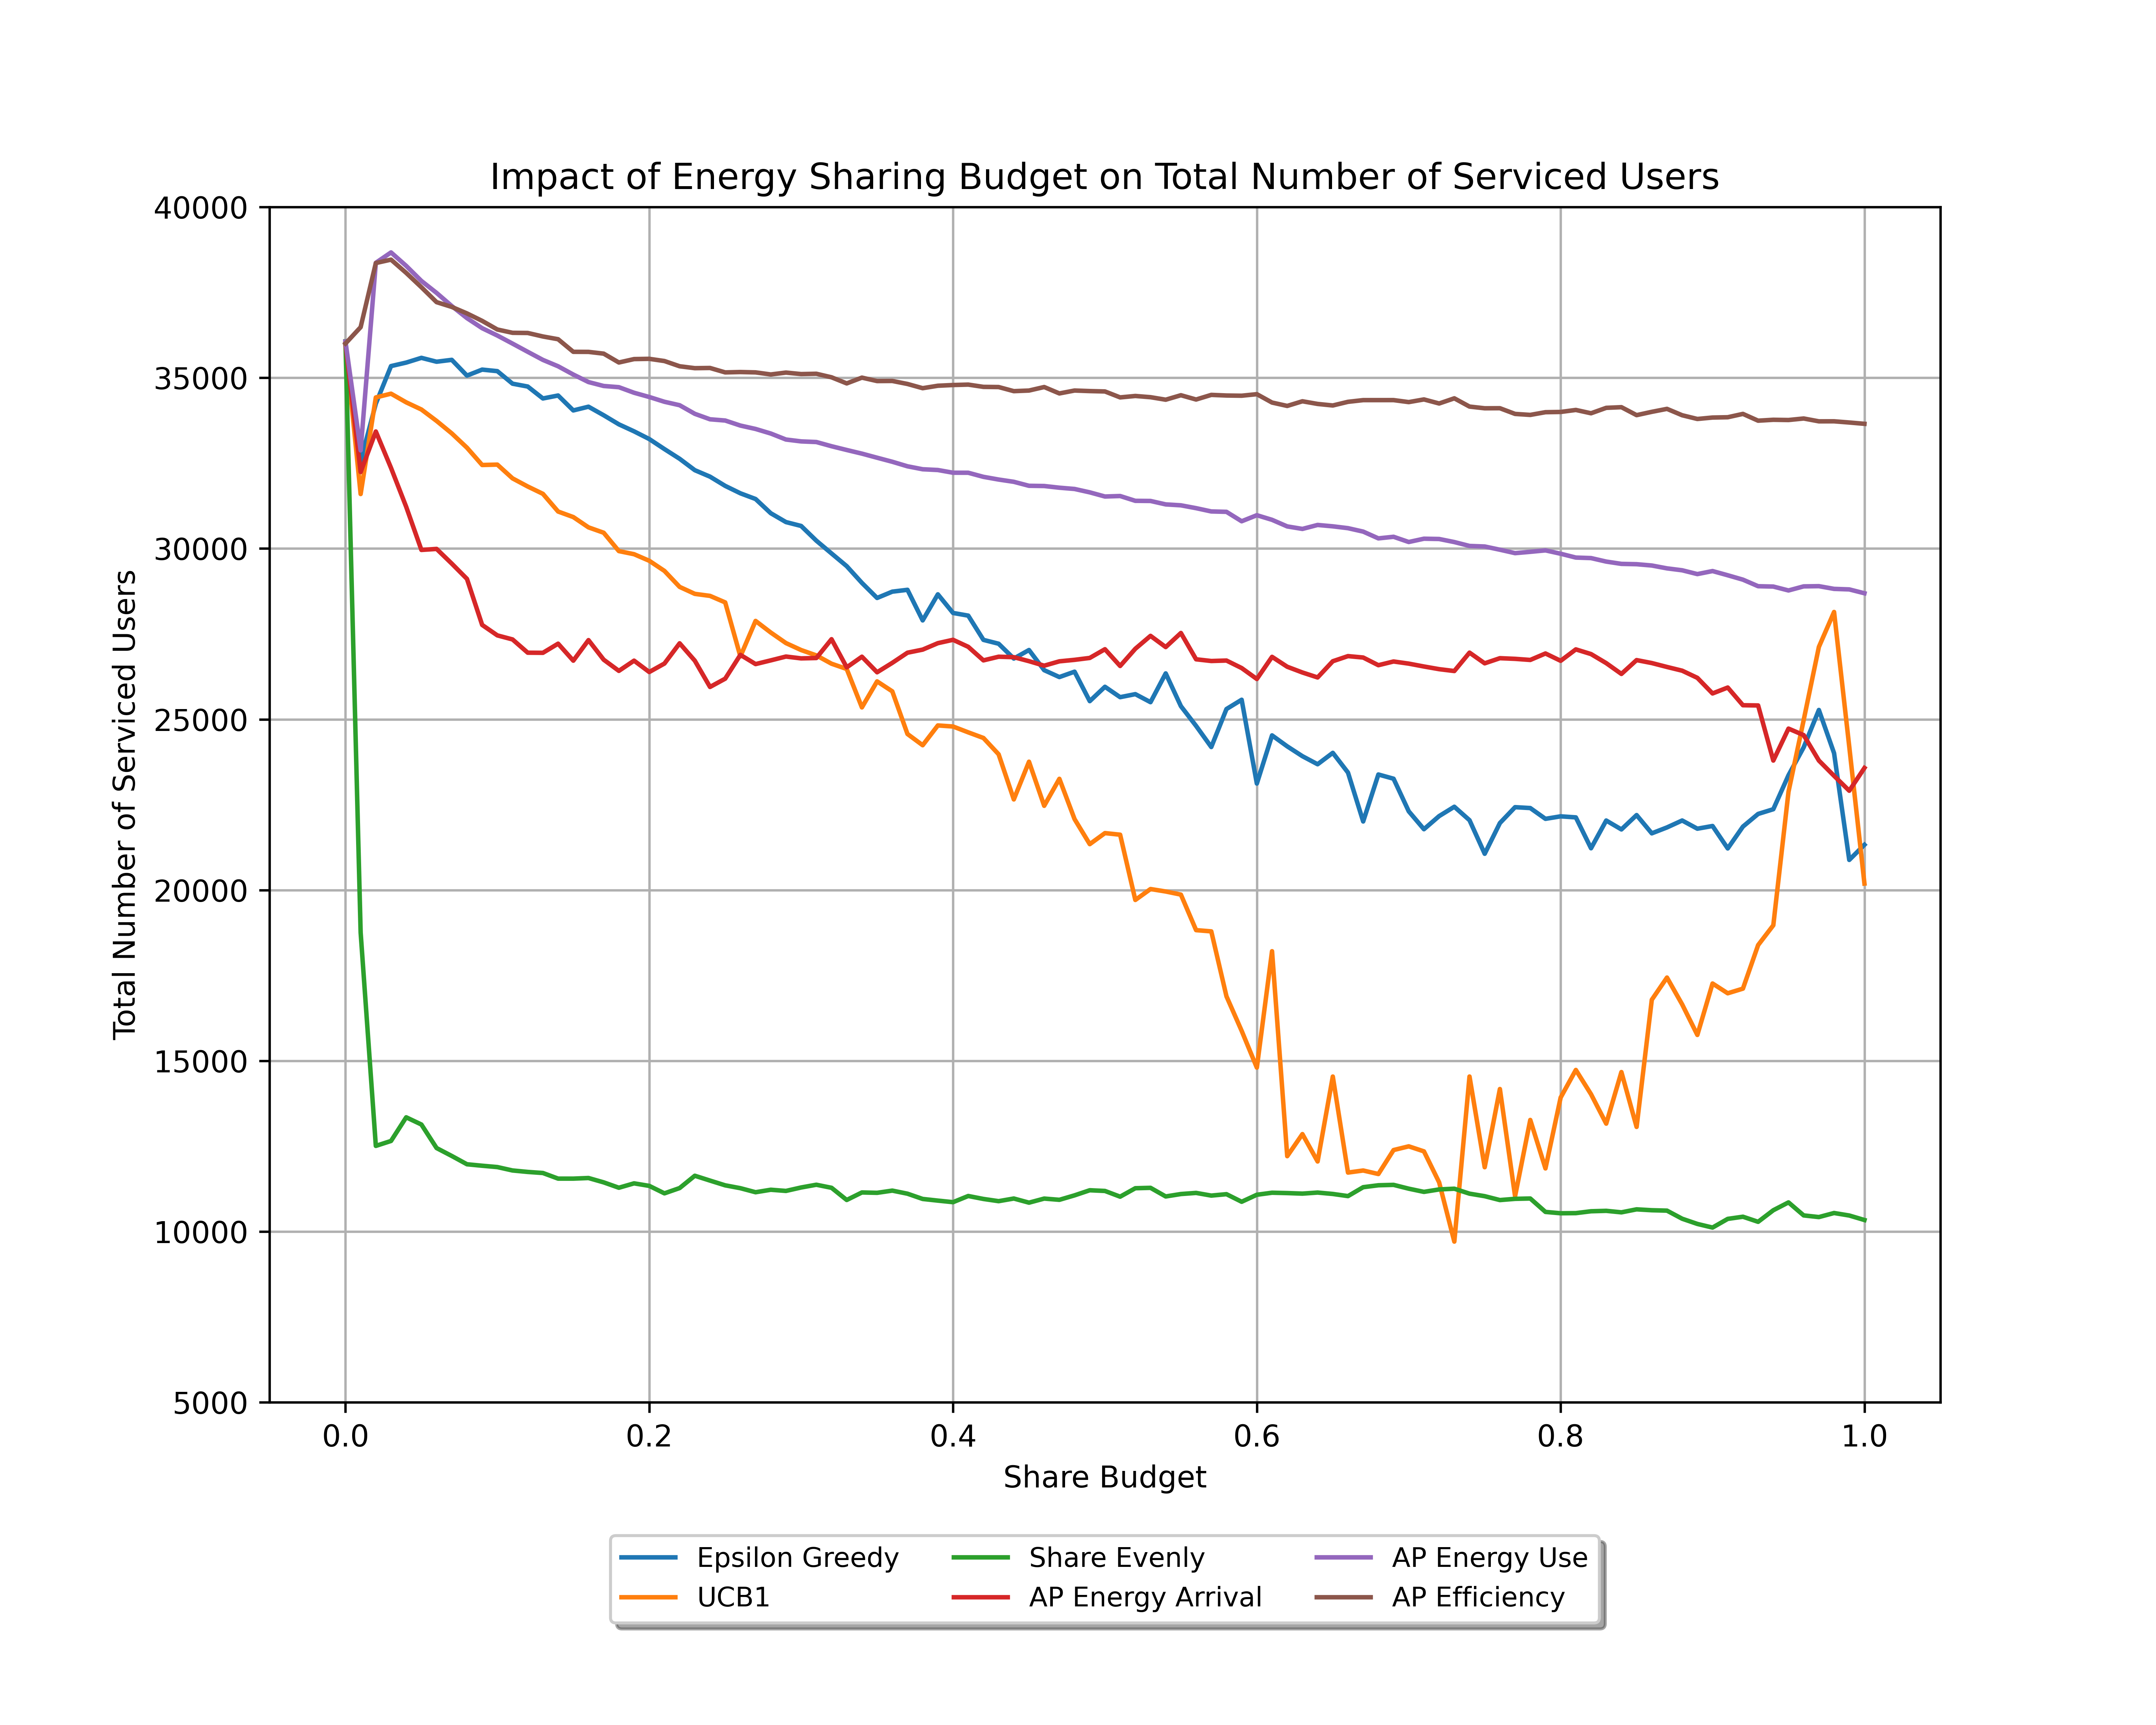 Impact of Energy Sharing Budget on Total Number of Serviced Users
Total Number of Serviced Users
40000
35000
30000
25000
20000
15000
10000
5000
0.0 0.2 0.4 0.6 0.8 1.0
Share Budget
Epsilon Greedy Share Evenly AP Energy Use
UCB1 AP Energy Arrival AP Efficiency